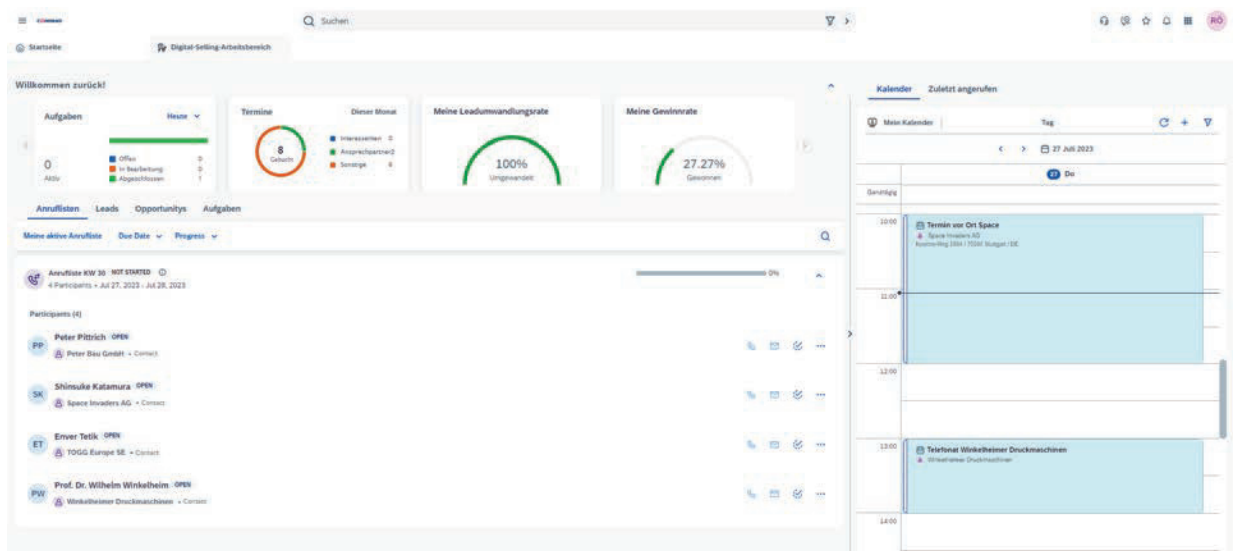 Suchen
RÖ
Startseite
Digital-Selling-Arbeitsbereich
Willkommen zurück!
Aufgaben
Heute
0
Aktiv
Offen 0
In Bearbeitung 0
Abgeschlossen 1
Termine
Dieser Monat
8
Gebucht
Interessenten 0
Ansprechpartner2
Sonstige 6
Meine Leadumwandlungsrate
100%
Umgewandelt
Meine Gewinnrate
27.27%
Gewonnen
Anruflisten Leads Opportunitys Aufgaben
Meine aktive Anrufliste Due Date Progress
Anrufliste KW 30 NOT STARTED
4 Participants • Jul 27, 2023 - Jul 28, 2023
0%
Participants (4)
PP
Peter Pittrich OPEN
Peter Bau GmbH • Contact
SK
Shinsuke Katamura OPEN
Space Invaders AG • Contact
ET
Enver Tetik OPEN
TOGG Europe SE • Contact
PW
Prof. Dr. Wilhelm Winkelheim OPEN
Winkelheimer Druckmaschinen • Contact
Kalender Zuletzt angerufen
Mein Kalender
Tag
27 Juli 2023
27 Do
Ganztägig
10:00
Termin vor Ort Space
Space Invaders AG
Stuttgart / DE
11:00
12:00
13:00
Telefonat Winkelheimer Druckmaschinen
Winkelheimer Druckmaschinen
14:00